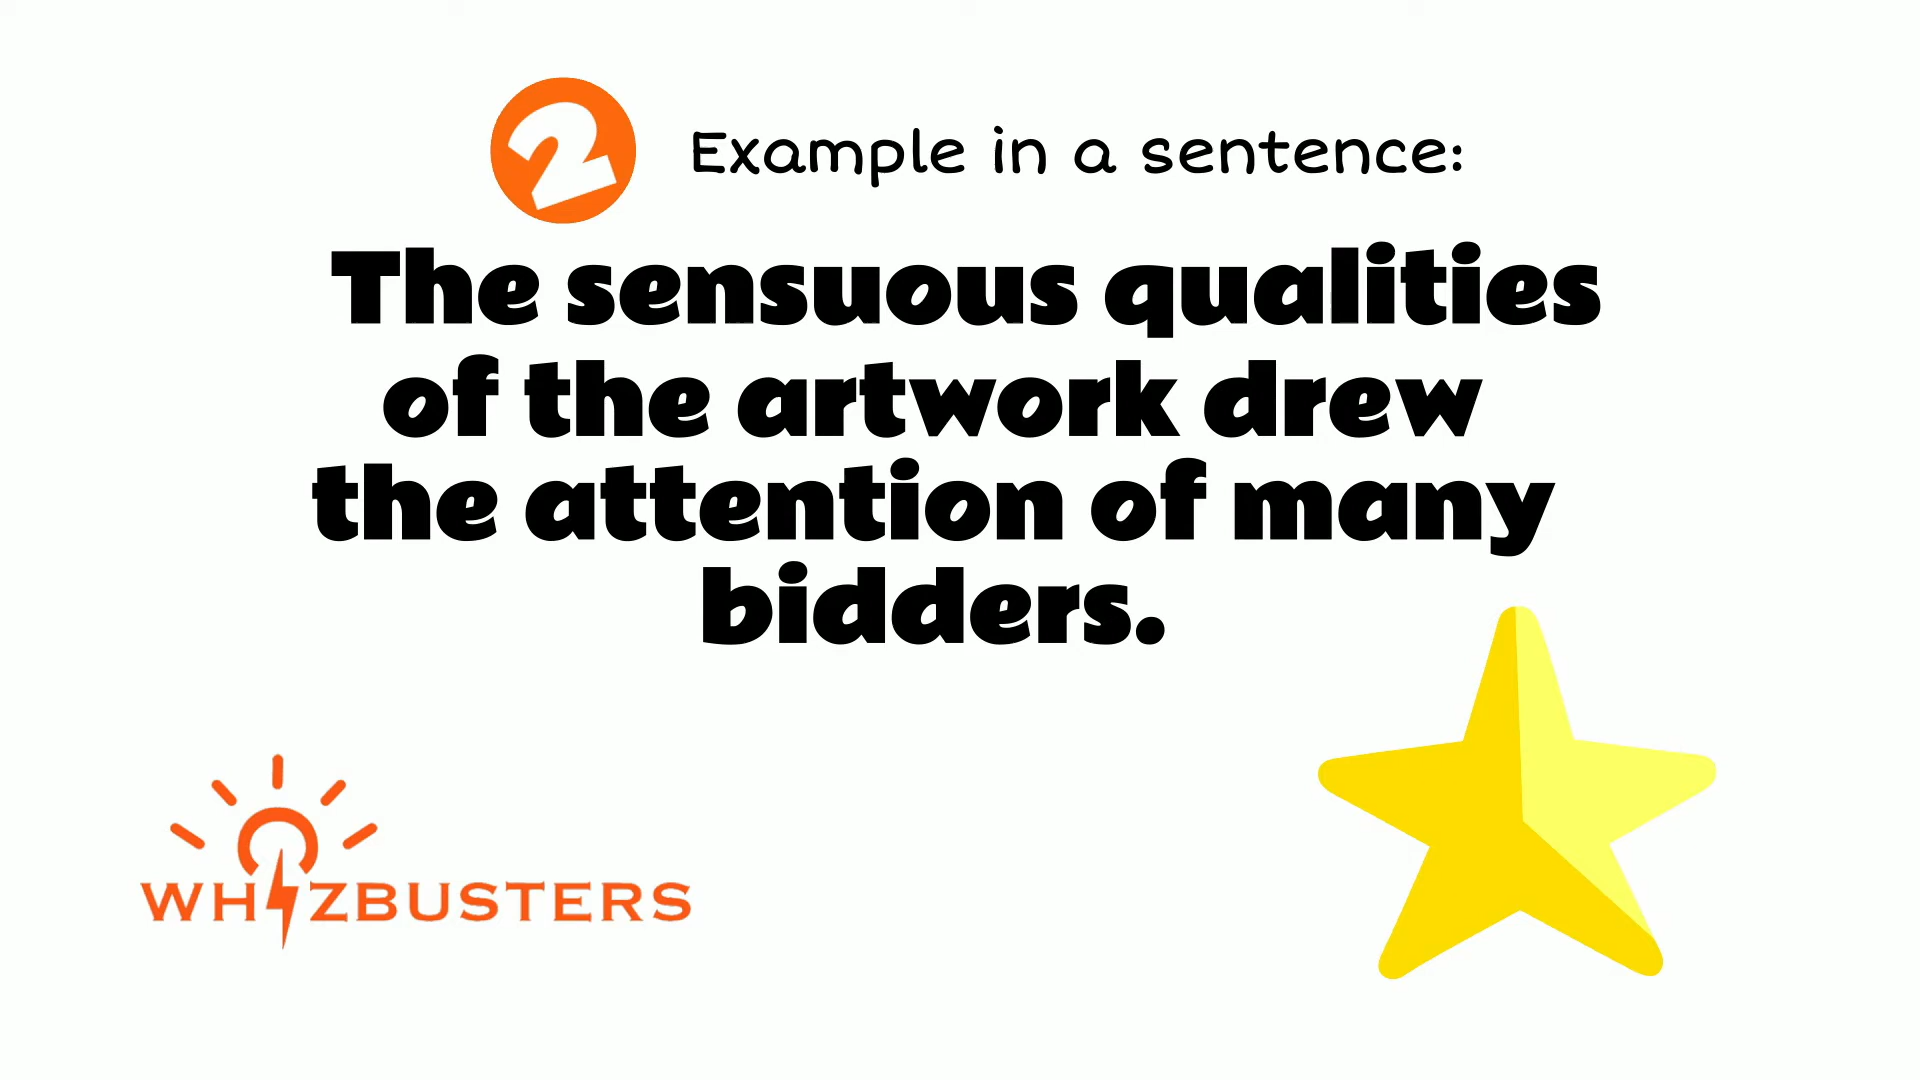 2 Example in a sentence:
The sensuous qualities
of the artwork drew
the attention of many
bidders.
WHIZBUSTERS